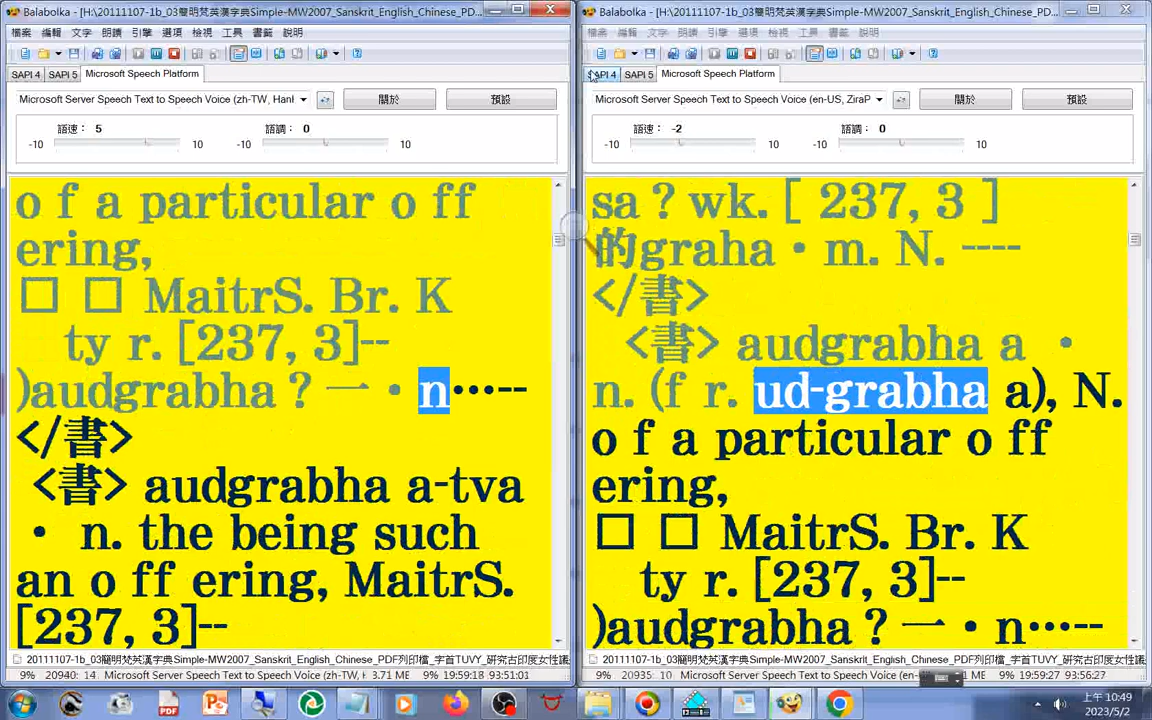 Balabolka - [H:\20111107-1b_03簡明梵英漢字典Simple-MW2007_Sanskrit_English_Chinese_PD...
檔案 編輯 文字 朗讀 引擎 選項 檢視 工具 書籤 說明
SAPI 4 SAPI 5 Microsoft Speech Platform
Microsoft Server Speech Text to Speech Voice (zh-TW, HanH 關於 預設
語速： 5 語調： 0
-10 10 -10 10
o f a particular o ff
ering,
□ □ MaitrS. Br. K
ty r. [237, 3]--
)audgrabha ? 一 • n•••--
</書>
<書> audgrabha a-tva
• n. the being such
an o ff ering, MaitrS.
[237, 3]--
20111107-1b_03簡明梵英漢字典Simple-MW2007_Sanskrit_English_Chinese_PDF列印檔_字首TUVY_研究古印度女性議
9% 20940: 14 Microsoft Server Speech Text to Speech Voice (zh-TW, H 3.71 ME 9% 19:59:18 93:51:01
Balabolka - [H:\20111107-1b_03簡明梵英漢字典Simple-MW2007_Sanskrit_English_Chinese_PD...
檔案 編輯 文字 朗讀 引擎 選項 檢視 工具 書籤 說明
SAPI 4 SAPI 5 Microsoft Speech Platform
Microsoft Server Speech Text to Speech Voice (en-US, ZiraP 關於 預設
語速： -2 語調： 0
-10 10 -10 10
sa ? wk. [ 237, 3 ]
的graha • m. N. ----
</書>
<書> audgrabha a •
n. (f r. ud-grabha a), N.
o f a particular o ff
ering,
□ □ MaitrS. Br. K
ty r. [237, 3]--
)audgrabha ? 一 • n•••--
20111107-1b_03簡明梵英漢字典Simple-MW2007_Sanskrit_English_Chinese_PDF列印檔_字首TUVY_研究古印度女性議
9% 20935: 10 Microsoft Server Speech Text to Speech Voice (en-US, 1 ME 9% 19:59:27 93:56:27
上午 10:49
2023/5/2